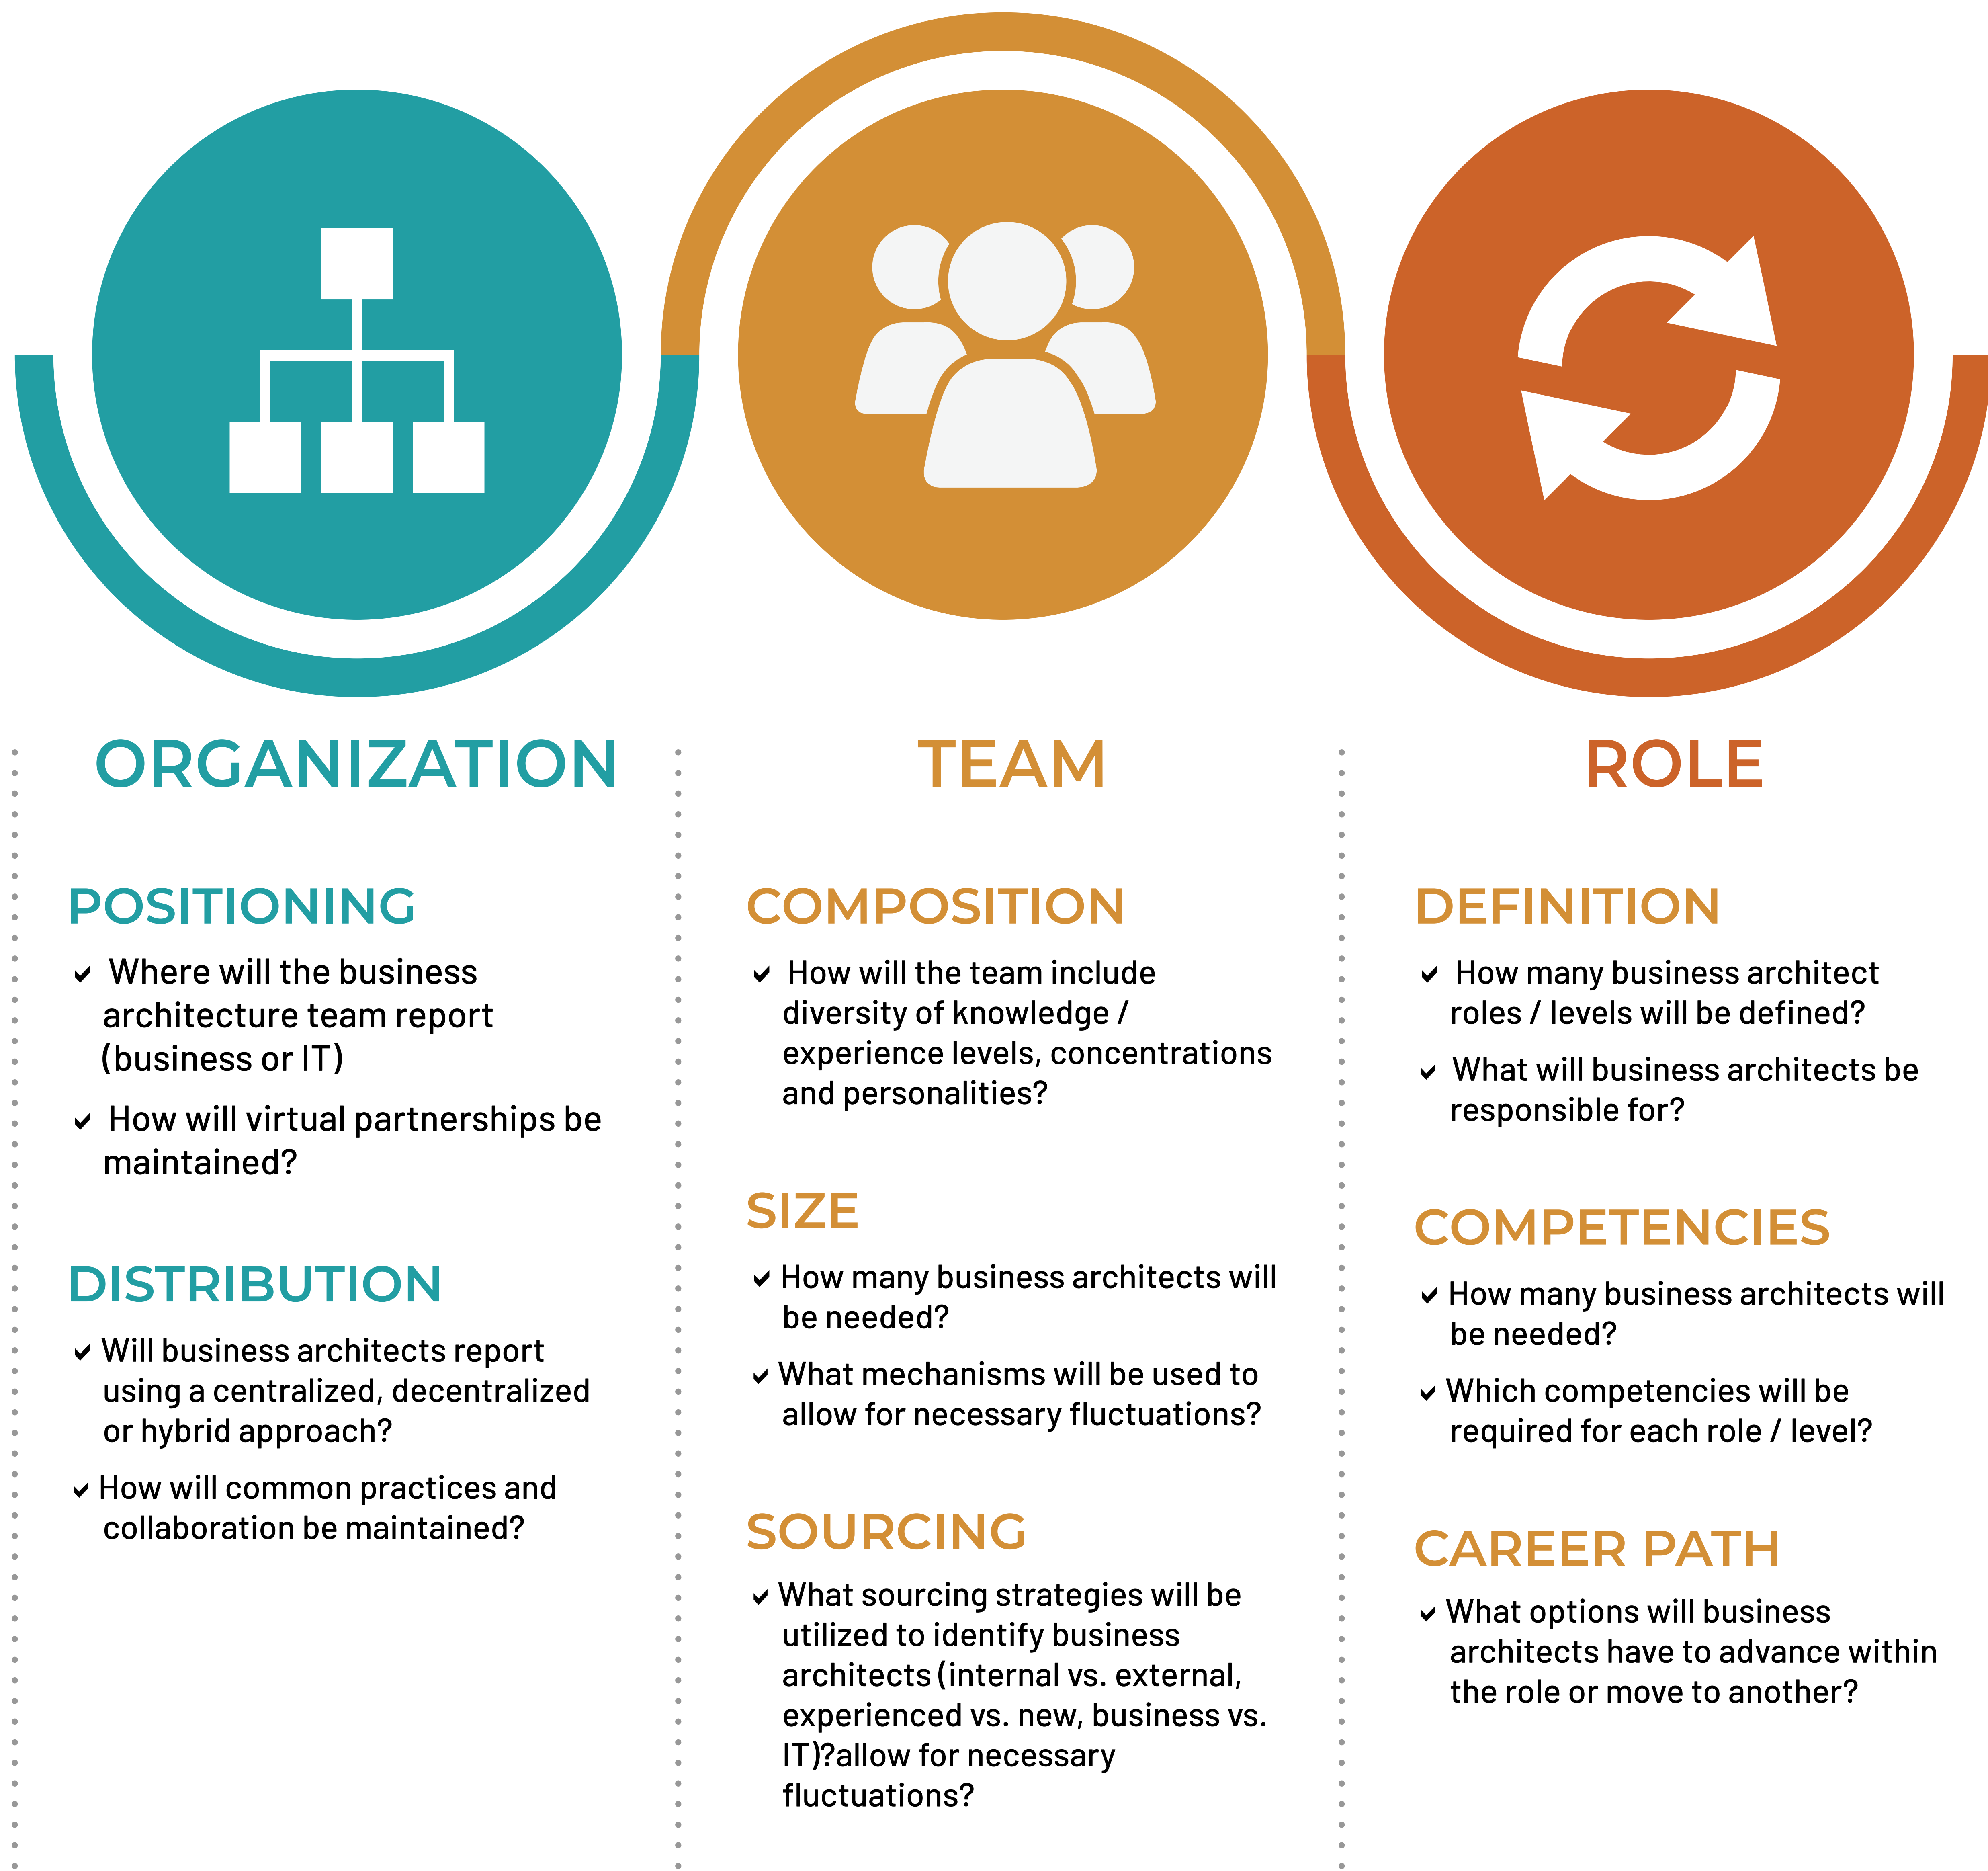 ORGANIZATION
POSITIONING
Where will the business
architecture team report
(business or IT)
How will virtual partnerships be
maintained?
DISTRIBUTION
Will business architects report
using a centralized, decentralized
or hybrid approach?
How will common practices and
collaboration be maintained?
TEAM
COMPOSITION
How will the team include
diversity of knowledge /
experience levels, concentrations
and personalities?
SIZE
How many business architects will
be needed?
What mechanisms will be used to
allow for necessary fluctuations?
SOURCING
What sourcing strategies will be
utilized to identify business
architects (internal vs. external,
experienced vs. new, business vs.
IT)?allow for necessary
fluctuations?
ROLE
DEFINITION
How many business architect
roles / levels will be defined?
What will business architects be
responsible for?
COMPETENCIES
How many business architects will
be needed?
Which competencies will be
required for each role / level?
CAREER PATH
What options will business
architects have to advance within
the role or move to another?